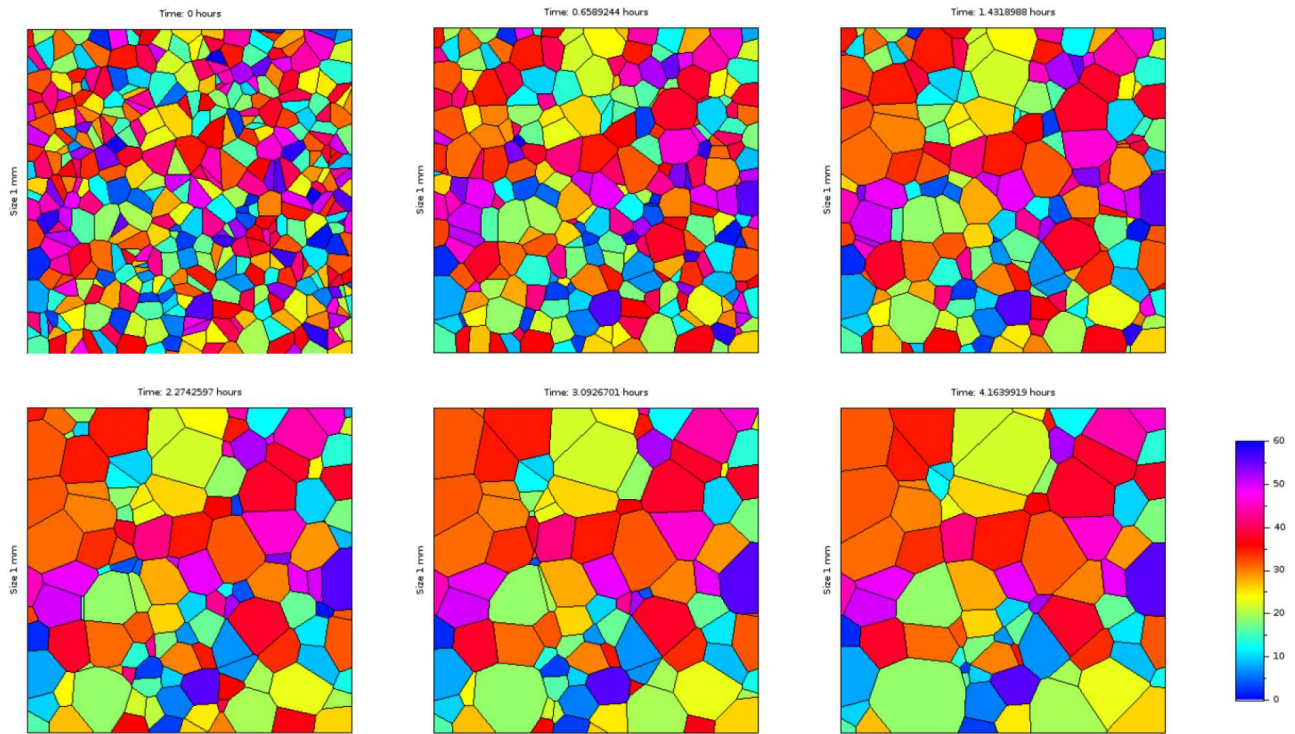 Time: 0 hours
Time: 0.6589244 hours
Time: 1.4318988 hours
Size 1 mm
Size 1 mm
Size 1 mm
Time: 2.2742597 hours
Time: 3.0926701 hours
Time: 4.1639919 hours
Size 1 mm
Size 1 mm
Size 1 mm
60
50
40
30
20
10
0